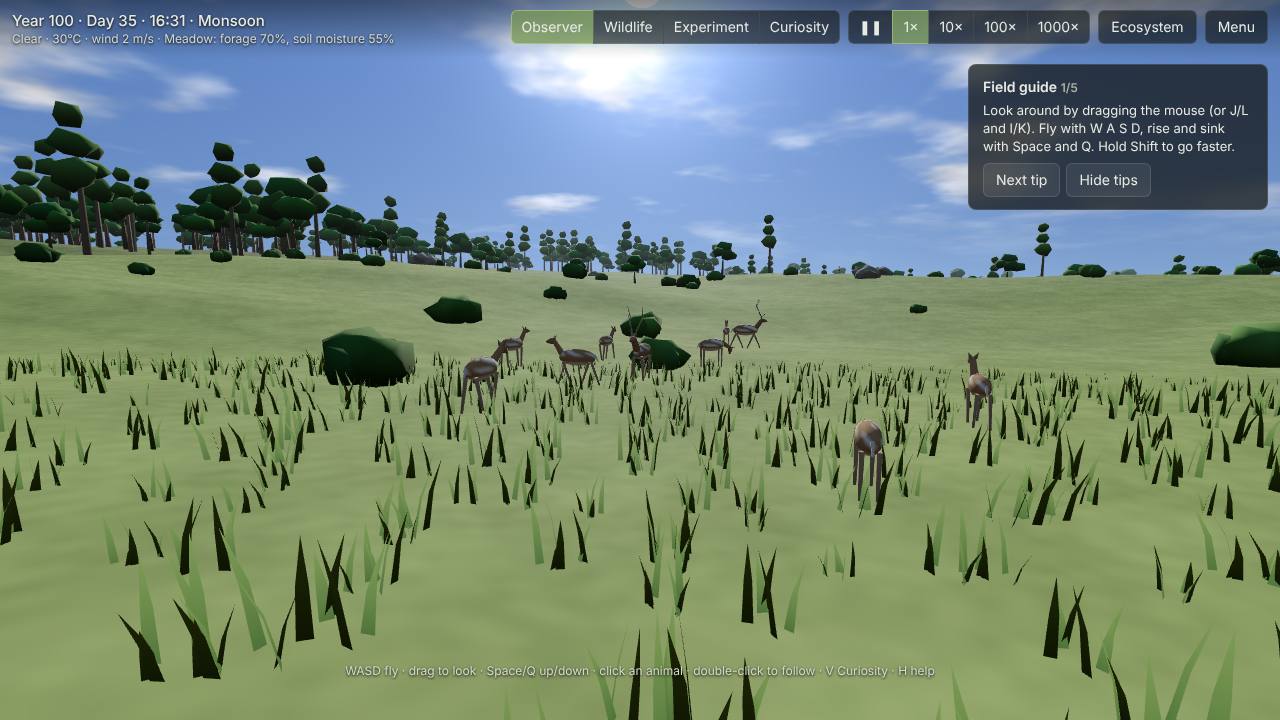 Year 100 · Day 35 · 16:31 · Monsoon
Clear · 30°C · wind 2 m/s · Meadow: forage 70%, soil moisture 55%
Observer Wildlife Experiment Curiosity
❚❚ 1× 10× 100× 1000×
Ecosystem
Menu
Field guide 1/5
Look around by dragging the mouse (or J/L
and I/K). Fly with W A S D, rise and sink
with Space and Q. Hold Shift to go faster.
Next tip Hide tips
WASD fly · drag to look · Space/Q up/down · click an animal · double-click to follow · V Curiosity · H help